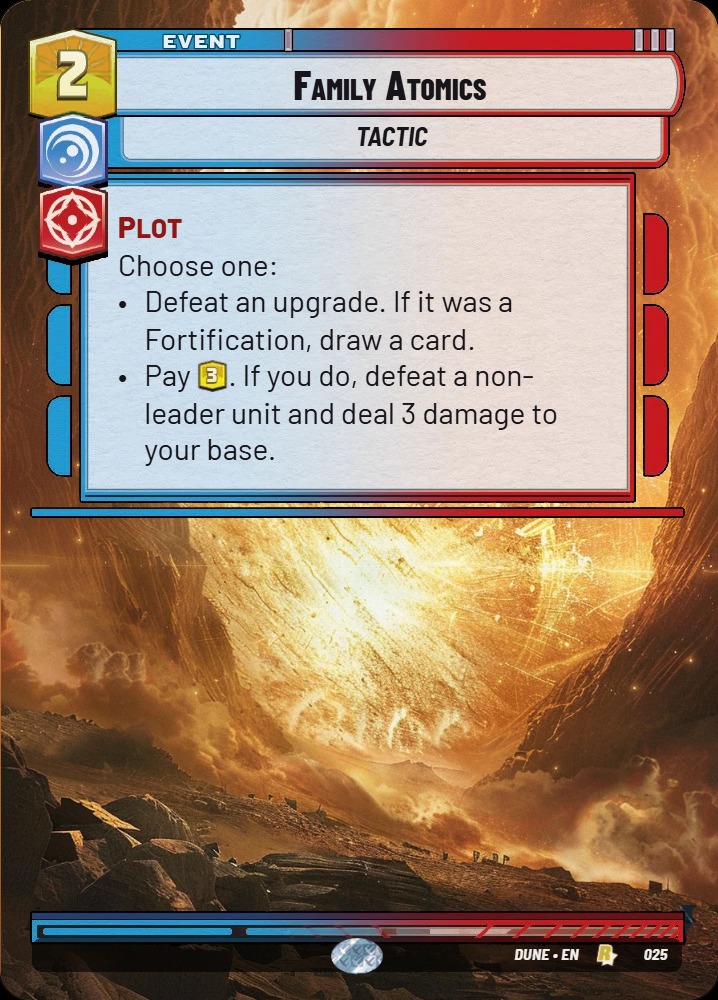 EVENT
2
FAMILY ATOMICS
TACTIC
PLOT
Choose one:
• Defeat an upgrade. If it was a
Fortification, draw a card.
• Pay 3. If you do, defeat a non-
leader unit and deal 3 damage to
your base.
DUNE • EN R 025